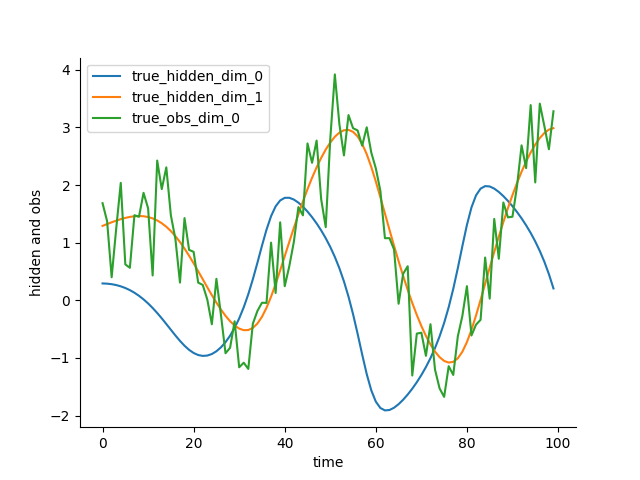 true_hidden_dim_0
true_hidden_dim_1
true_obs_dim_0
hidden and obs
4
3
2
1
0
−1
−2
0 20 40 60 80 100
time